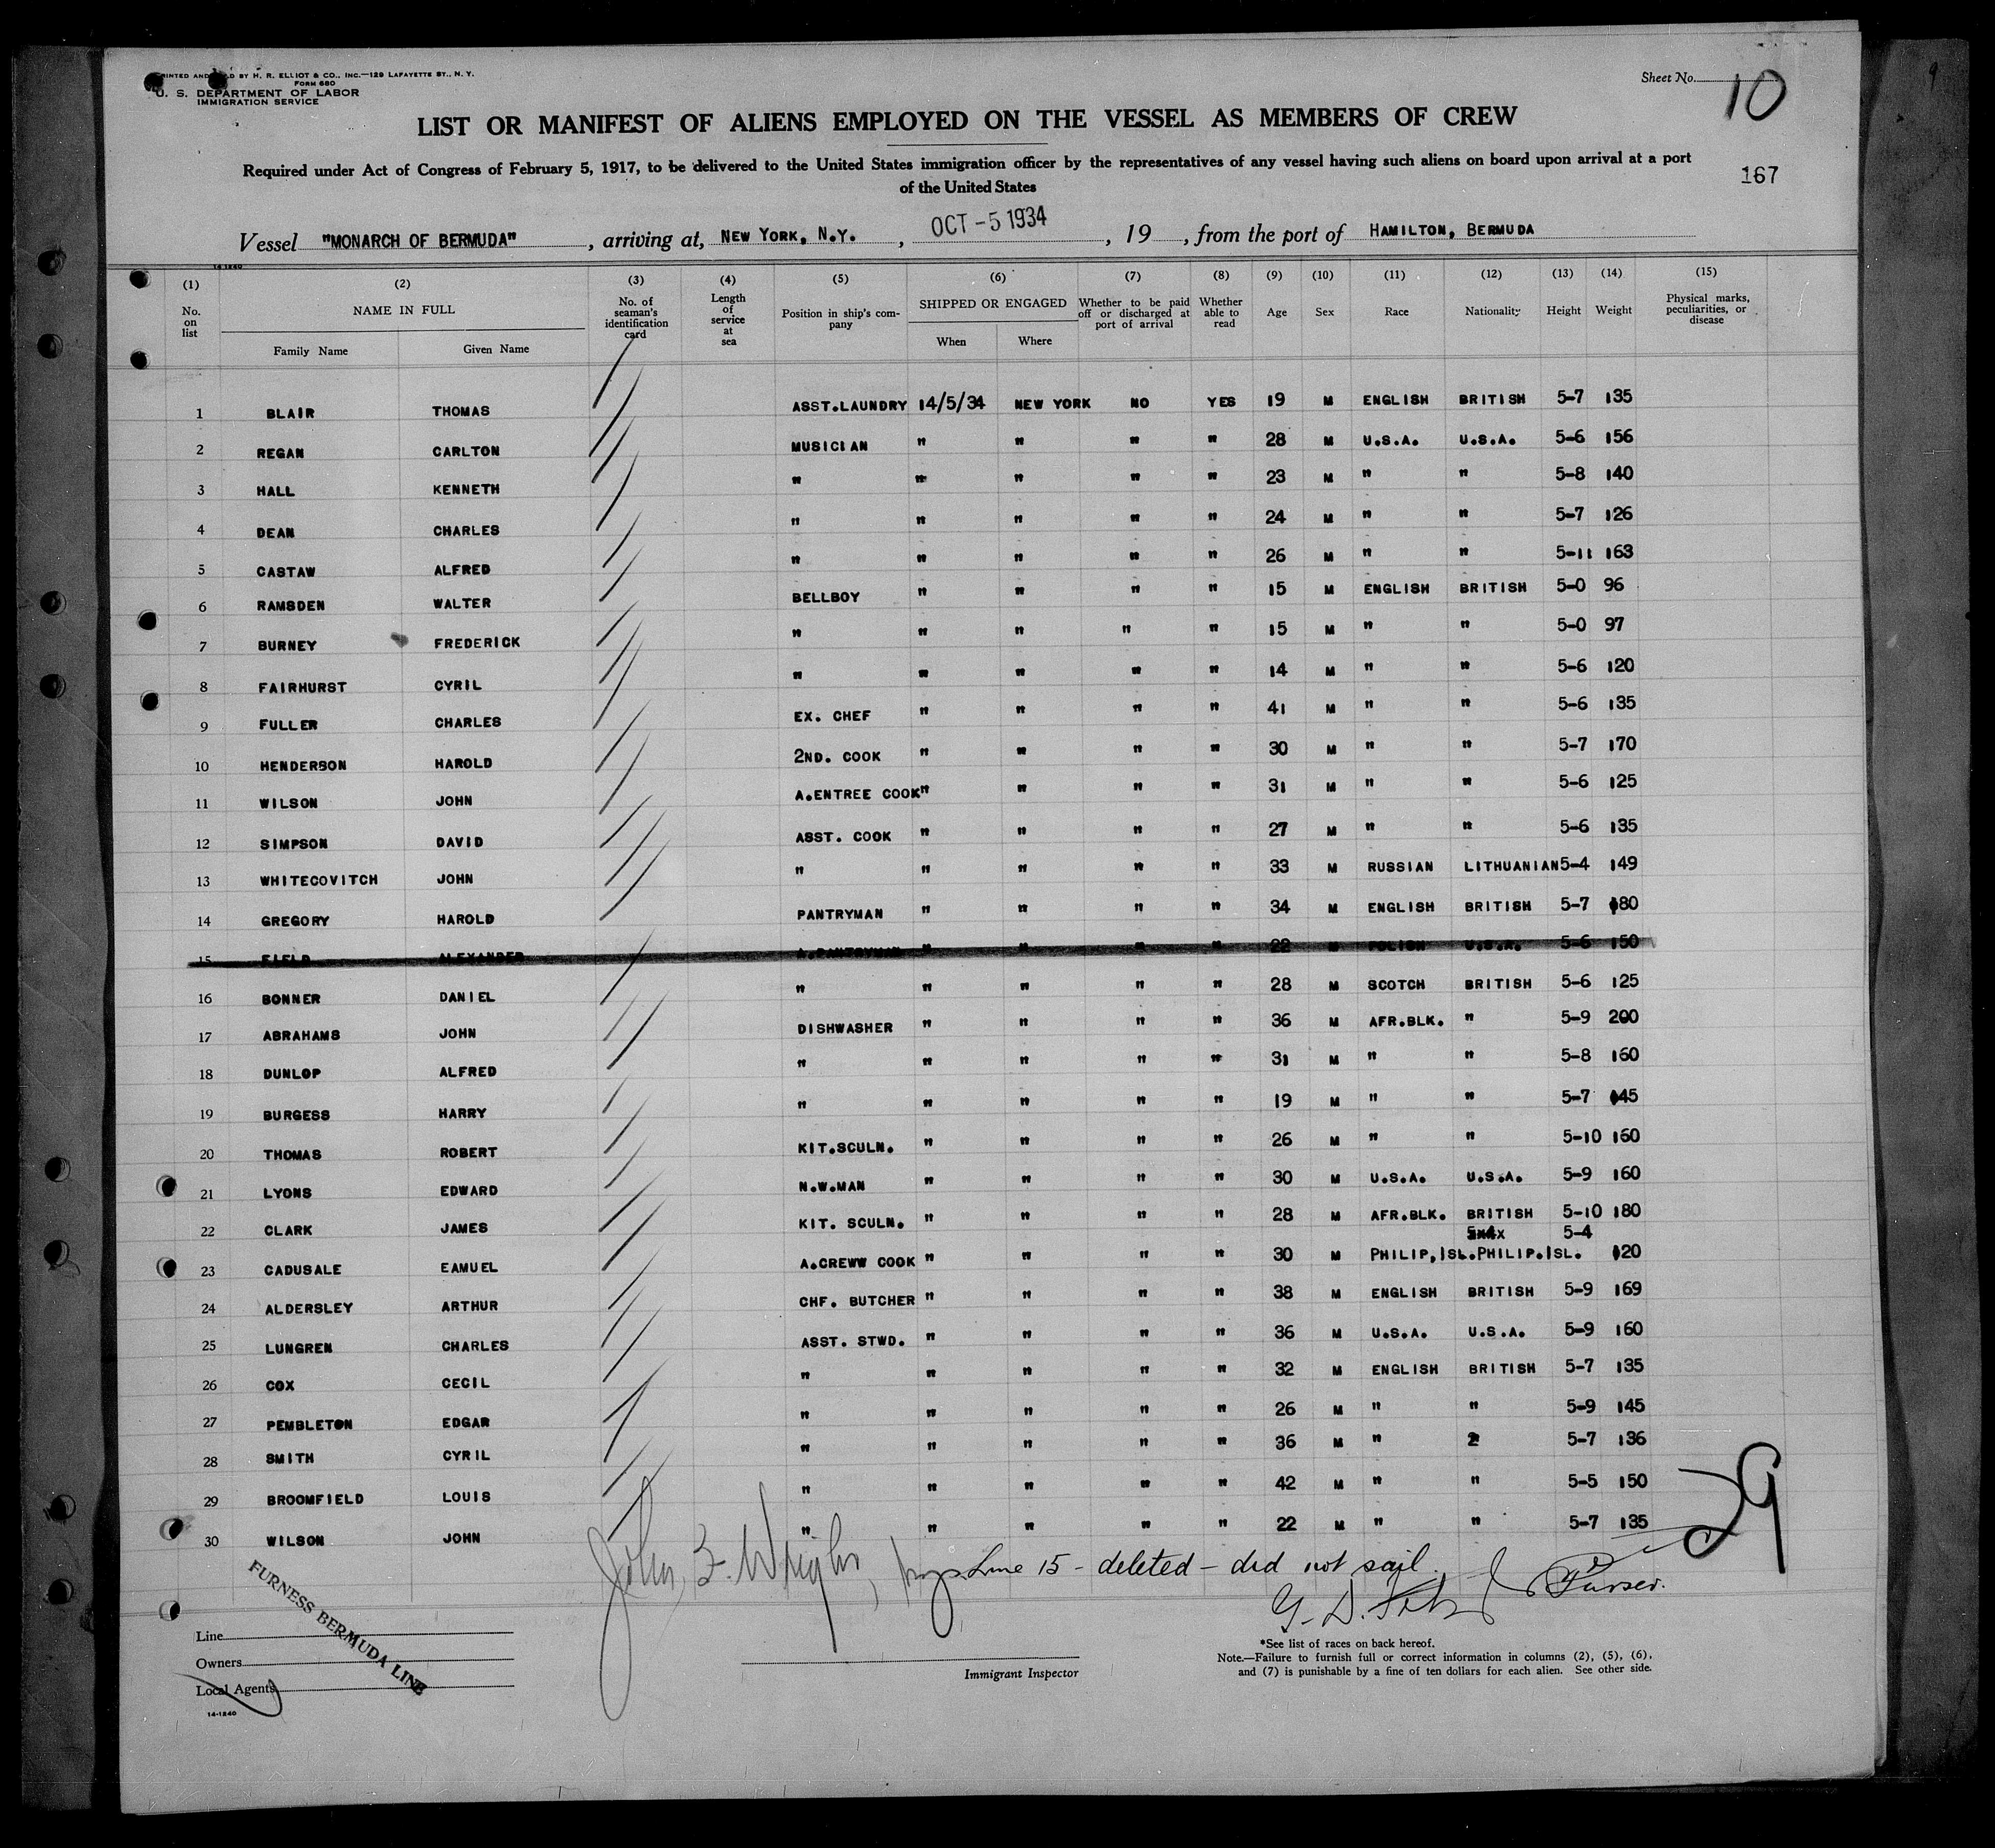 PRINTED AND SOLD BY H. R. ELLIOT & CO., INC.—129 LAFAYETTE ST., N. Y.
FORM 680
U. S. DEPARTMENT OF LABOR
IMMIGRATION SERVICE
Sheet No. 10
9
LIST OR MANIFEST OF ALIENS EMPLOYED ON THE VESSEL AS MEMBERS OF CREW
Required under Act of Congress of February 5, 1917, to be delivered to the United States immigration officer by the representatives of any vessel having such aliens on board upon arrival at a port
of the United States
167
Vessel "MONARCH OF BERMUDA", arriving at, NEW YORK, N.Y., OCT -5 1934, 19, from the port of HAMILTON, BERMUDA
14-1240
(1) (2) (3) (4) (5) (6) (7) (8) (9) (10) (11) (12) (13) (14) (15)
No. on list NAME IN FULL Family Name Given Name No. of seaman's identification card Length of service at sea Position in ship's company SHIPPED OR ENGAGED When Where Whether to be paid off or discharged at port of arrival Whether able to read Age Sex Race Nationality Height Weight Physical marks, peculiarities, or disease
1 BLAIR THOMAS ASST.LAUNDRY 14/5/34 NEW YORK NO YES 19 M ENGLISH BRITISH 5-7 135
2 REGAN CARLTON MUSICIAN " " " " 28 M U.S.A. U.S.A. 5-6 156
3 HALL KENNETH " " " " " 23 M " " 5-8 140
4 DEAN CHARLES " " " " " 24 M " " 5-7 126
5 CASTAW ALFRED " " " " " 26 M " " 5-11 163
6 RAMSDEN WALTER BELLBOY " " " " 15 M ENGLISH BRITISH 5-0 96
7 BURNEY FREDERICK " " " " " 15 M " " 5-0 97
8 FAIRHURST CYRIL " " " " " 14 M " " 5-6 120
9 FULLER CHARLES EX. CHEF " " " " 41 M " " 5-6 135
10 HENDERSON HAROLD 2ND. COOK " " " " 30 M " " 5-7 170
11 WILSON JOHN A.ENTREE COOK " " " " 31 M " " 5-6 125
12 SIMPSON DAVID ASST. COOK " " " " 27 M " " 5-6 135
13 WHITECOVITCH JOHN " " " " " 33 M RUSSIAN LITHUANIAN 5-4 149
14 GREGORY HAROLD PANTRYMAN " " " " 34 M ENGLISH BRITISH 5-7 180
15 FIELD ALEXANDER A.PANTRYMAN " " " " 22 M POLISH U.S.A. 5-6 150
16 BONNER DANIEL " " " " " 28 M SCOTCH BRITISH 5-6 125
17 ABRAHAMS JOHN DISHWASHER " " " " 36 M AFR.BLK. " 5-9 200
18 DUNLOP ALFRED " " " " " 31 M " " 5-8 160
19 BURGESS HARRY " " " " " 19 M " " 5-7 145
20 THOMAS ROBERT KIT.SCULN. " " " " 26 M " " 5-10 160
21 LYONS EDWARD N.W.MAN " " " " 30 M U.S.A. U.S.A. 5-9 160
22 CLARK JAMES KIT. SCULN. " " " " 28 M AFR.BLK. BRITISH 5-10 180
5x4x 5-4
23 CADUSALE EAMUEL A.CREWW COOK " " " " 30 M PHILIP,ISL.PHILIP.ISL. 120
24 ALDERSLEY ARTHUR CHF. BUTCHER " " " " 38 M ENGLISH BRITISH 5-9 169
25 LUNGREN CHARLES ASST. STWD. " " " " 36 M U.S.A. U.S.A. 5-9 160
26 COX CECIL " " " " " 32 M ENGLISH BRITISH 5-7 135
27 PEMBLETON EDGAR " " " " " 26 M " " 5-9 145
28 SMITH CYRIL " " " " " 36 M " 2 5-7 136
29 BROOMFIELD LOUIS " " " " " 42 M " " 5-5 150
30 WILSON JOHN " " " " " 22 M " " 5-7 135
29
John Z. Wright, Line 15 - deleted - did not sail.
G. D. Purser.
FURNESS BERMUDA LINE
Line
Owners
Local Agents
14-1240
Immigrant Inspector
*See list of races on back hereof.
Note.—Failure to furnish full or correct information in columns (2), (5), (6),
and (7) is punishable by a fine of ten dollars for each alien. See other side.